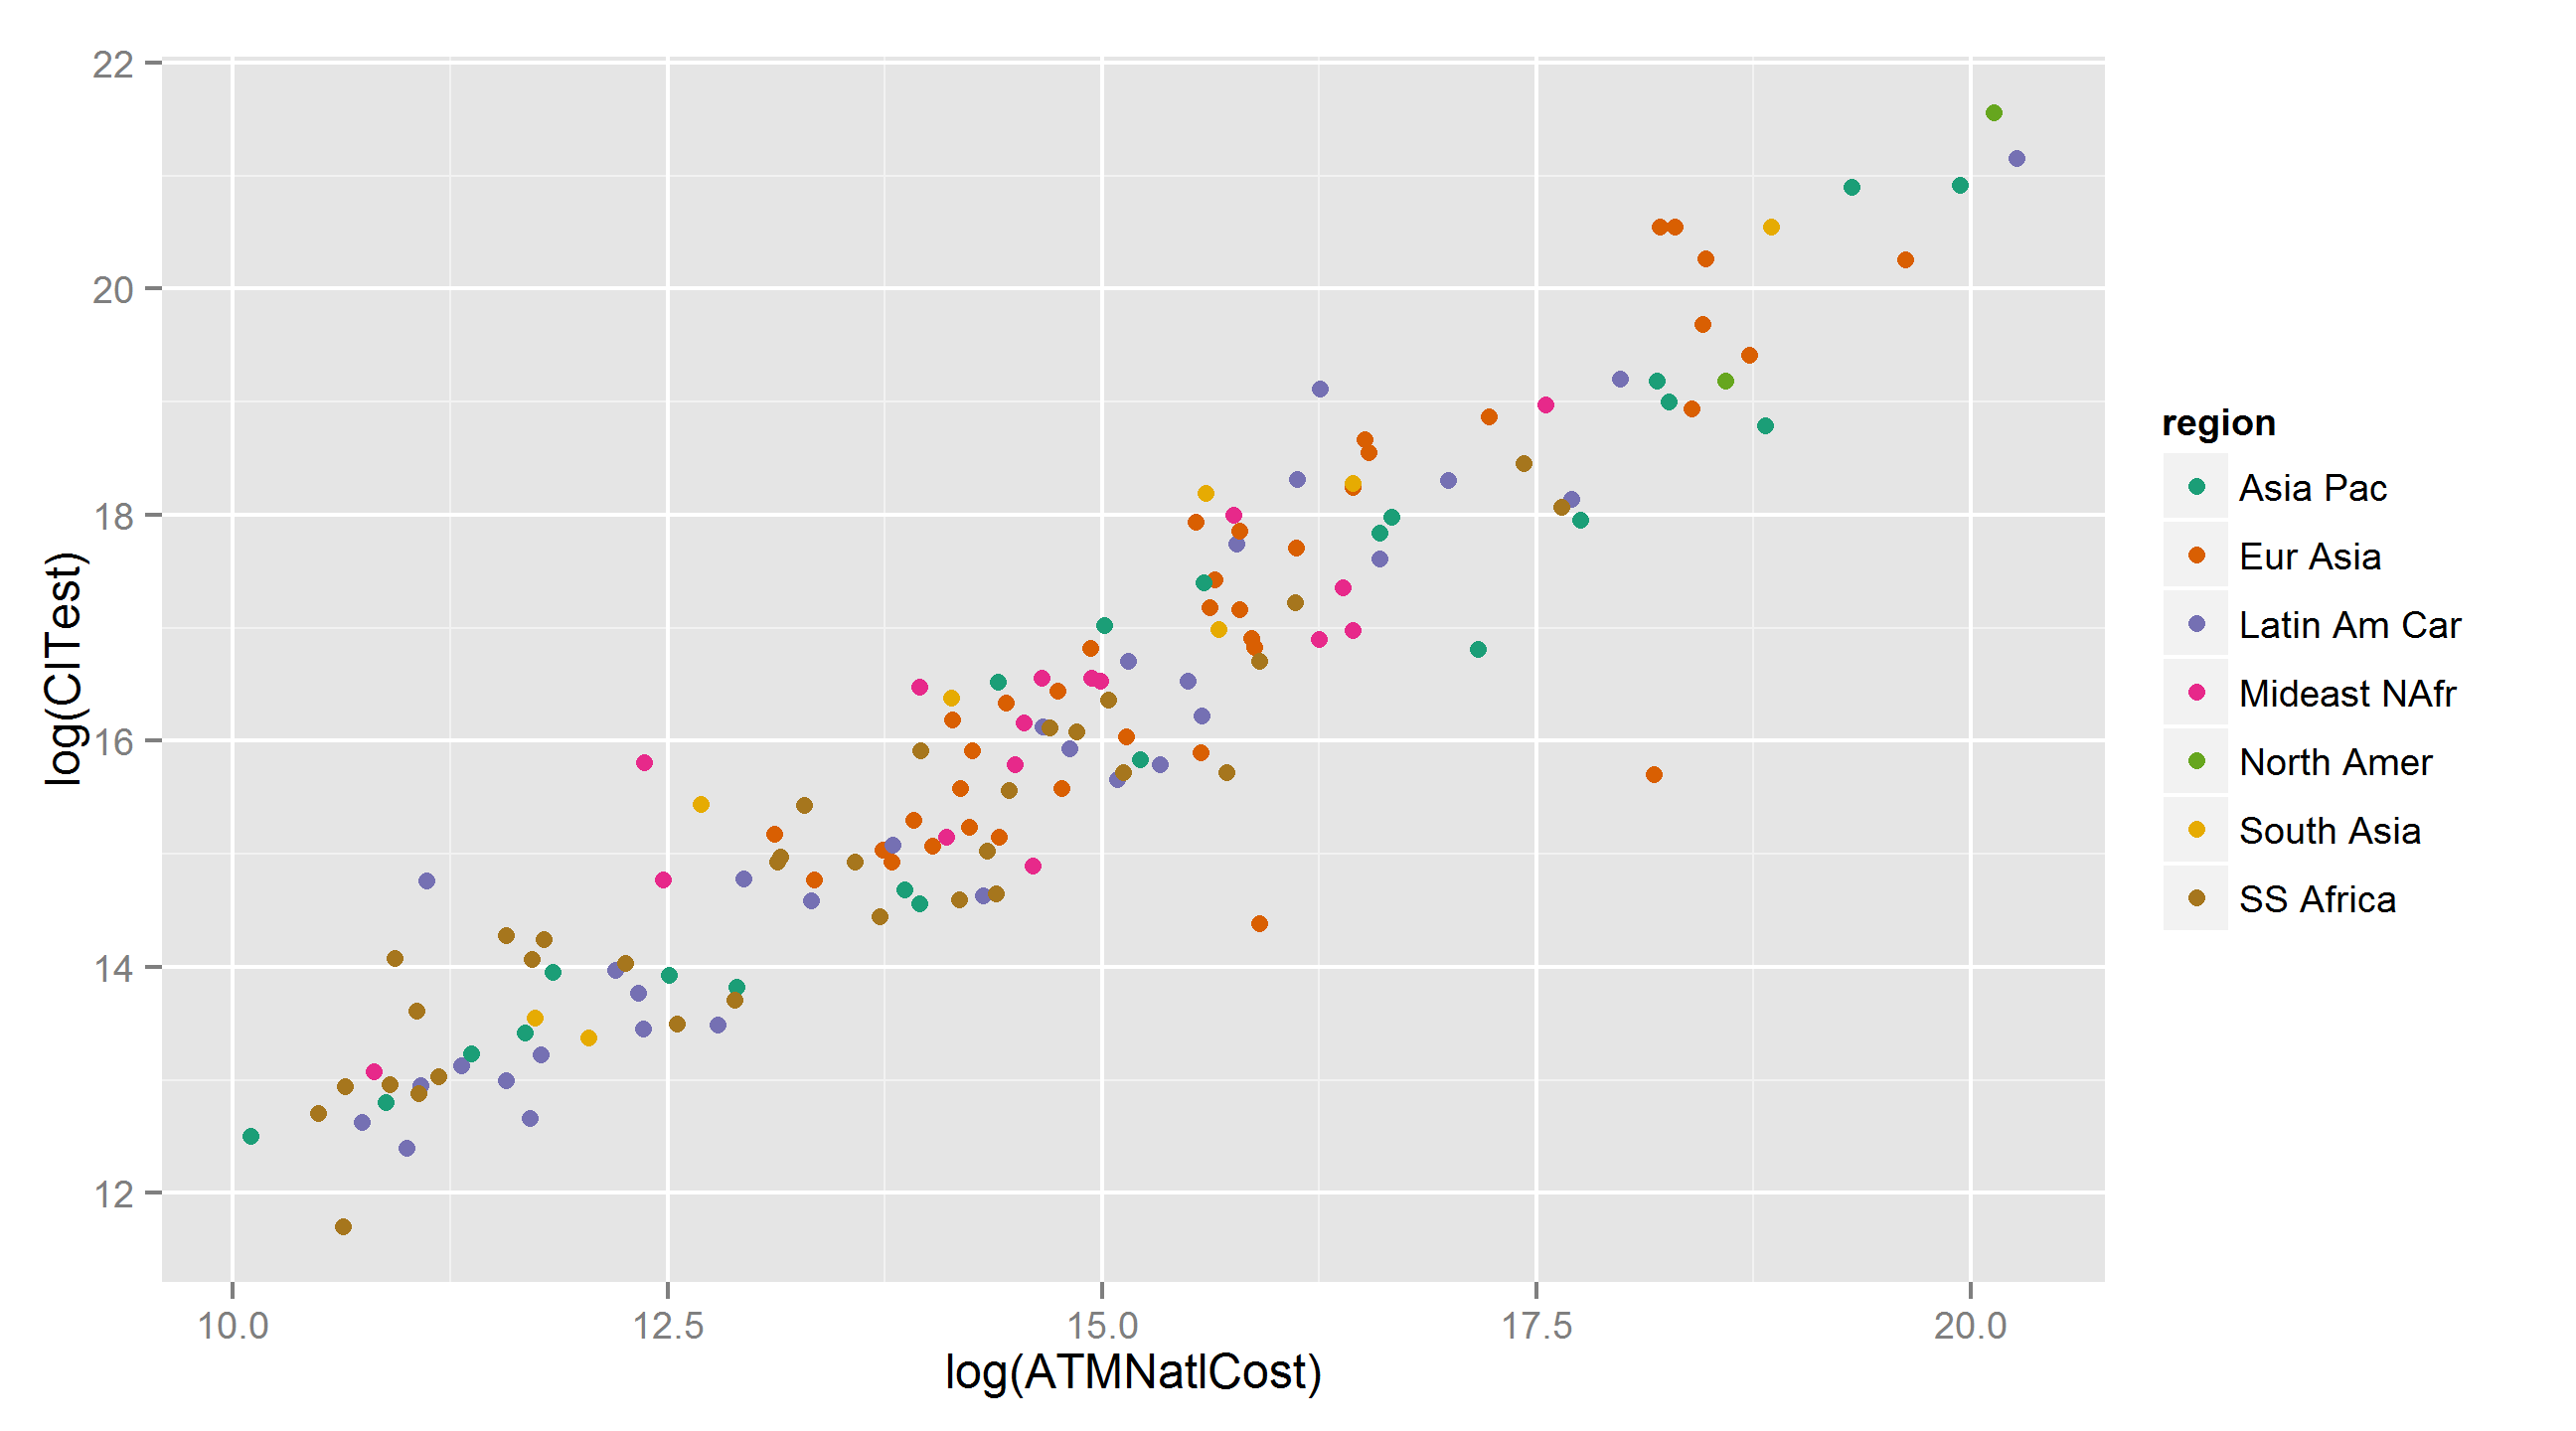 22
20
18
16
14
12
log(CITest)
10.0
12.5
15.0
17.5
20.0
log(ATMNatlCost)
region
Asia Pac
Eur Asia
Latin Am Car
Mideast NAfr
North Amer
South Asia
SS Africa